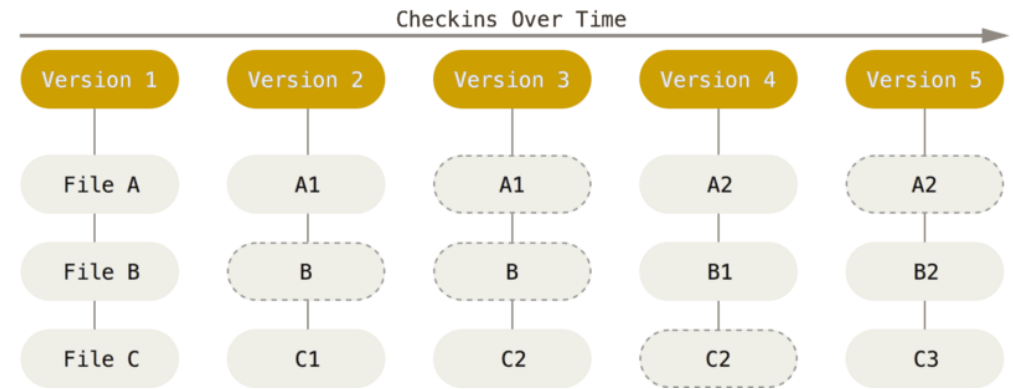 Checkins Over Time
Version 1 Version 2 Version 3 Version 4 Version 5
File A A1 A1 A2 A2
File B B B B1 B2
File C C1 C2 C2 C3